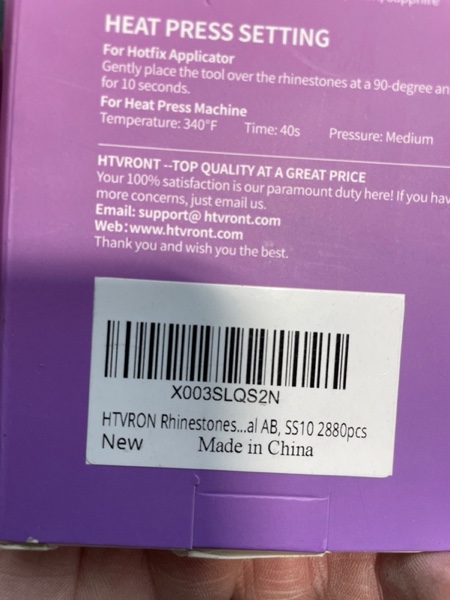 HEAT PRESS SETTING
For Hotfix Applicator
Gently place the tool over the rhinestones at a 90-degree
for 10 seconds.
For Heat Press Machine
Temperature: 340°F Time: 40s Pressure: Medium
HTVRONT --TOP QUALITY AT A GREAT PRICE
Your 100% satisfaction is our paramount duty here! If you
more concerns, just email us.
Email: support@ htvront.com
Web:www.htvront.com
Thank you and wish you the best.
X003SLQS2N
HTVRON Rhinestones...al AB, SS10 2880pcs
New Made in China